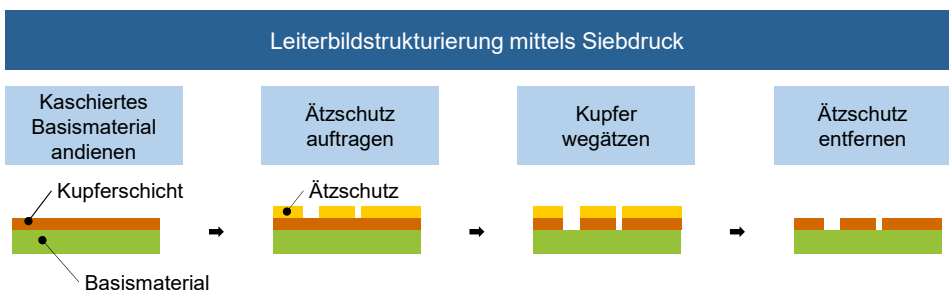 Leiterbildstrukturierung mittels Siebdruck
Kaschiertes
Basismaterial
andienen
Ätzschutz
auftragen
Kupfer
wegätzen
Ätzschutz
entfernen
Kupferschicht
Ätzschutz
Basismaterial